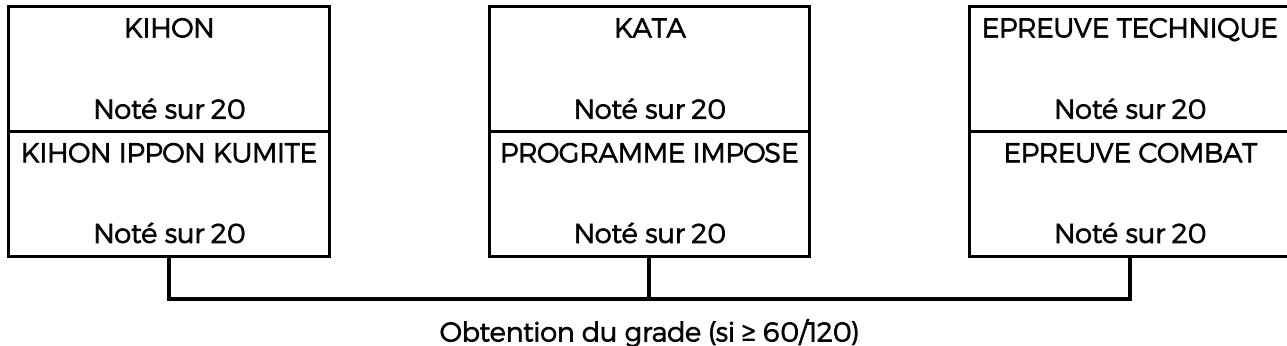 KIHON
Noté sur 20
KIHON IPPON KUMITE
Noté sur 20
KATA
Noté sur 20
PROGRAMME IMPOSE
Noté sur 20
EPREUVE TECHNIQUE
Noté sur 20
EPREUVE COMBAT
Noté sur 20
Obtention du grade (si ≥ 60/120)